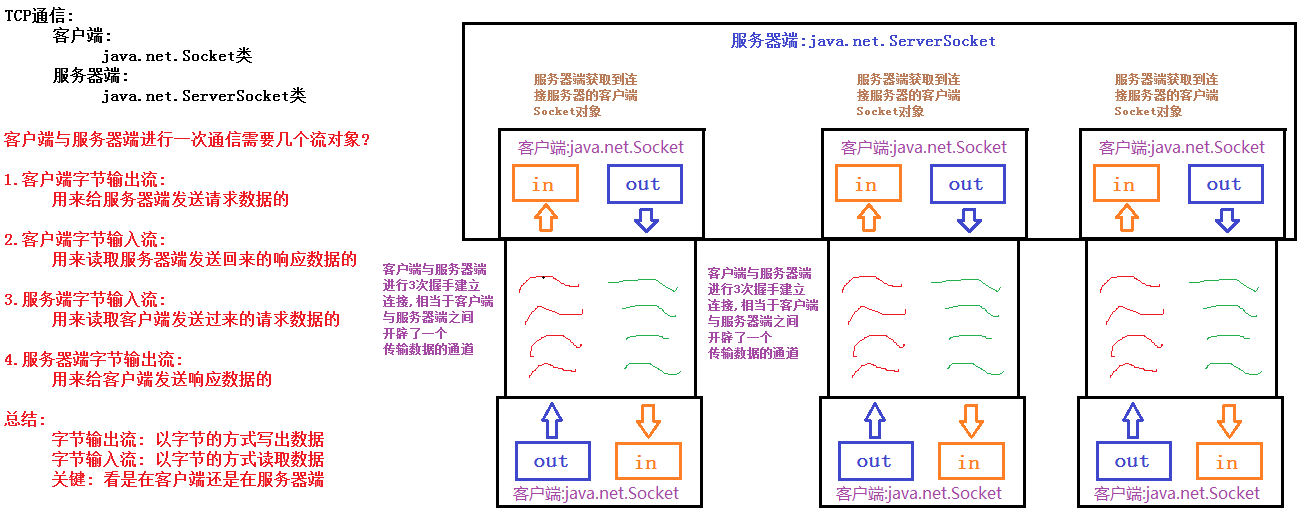 TCP通信:
客户端:
java.net.Socket类
服务器端:
java.net.ServerSocket类
客户端与服务器端进行一次通信需要几个流对象?
1.客户端字节输出流:
用来给服务器端发送请求数据的
2.客户端字节输入流:
用来读取服务器端发送回来的响应数据的
3.服务端字节输入流:
用来读取客户端发送过来的请求数据的
4.服务器端字节输出流:
用来给客户端发送响应数据的
总结:
字节输出流: 以字节的方式写出数据
字节输入流: 以字节的方式读取数据
关键: 看是在客户端还是在服务器端
服务器端:java.net.ServerSocket
服务器端获取到连
接服务器的客户端
Socket对象
客户端:java.net.Socket
in
out
客户端与服务器端
进行3次握手建立
连接,相当于客户端
与服务器端之间
开辟了一个
传输数据的通道
out
in
客户端:java.net.Socket
服务器端获取到连
接服务器的客户端
Socket对象
客户端:java.net.Socket
in
out
客户端与服务器端
进行3次握手建立
连接,相当于客户端
与服务器端之间
开辟了一个
传输数据的通道
out
in
客户端:java.net.Socket
服务器端获取到连
接服务器的客户端
Socket对象
客户端:java.net.Socket
in
out
out
in
客户端:java.net.Socket